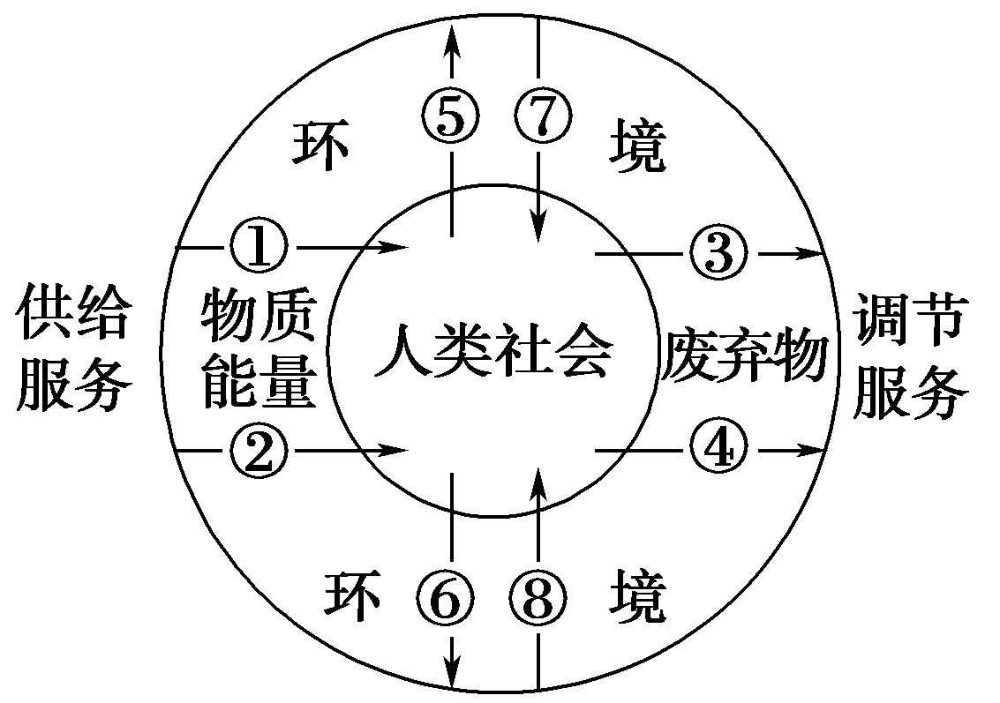 ⑤ ⑦
环 境
① ③
供给
服务
物质
能量
人类社会
废弃物
调节
服务
② ④
环 ⑥ ⑧ 境